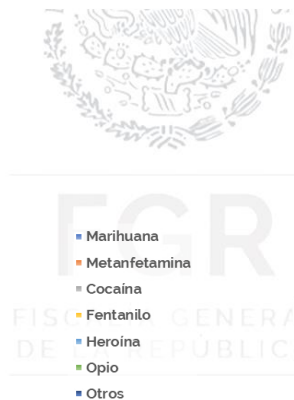 FGR
Marihuana
Metanfetamina
Cocaína
Fentanilo
Heroína
Opio
Otros